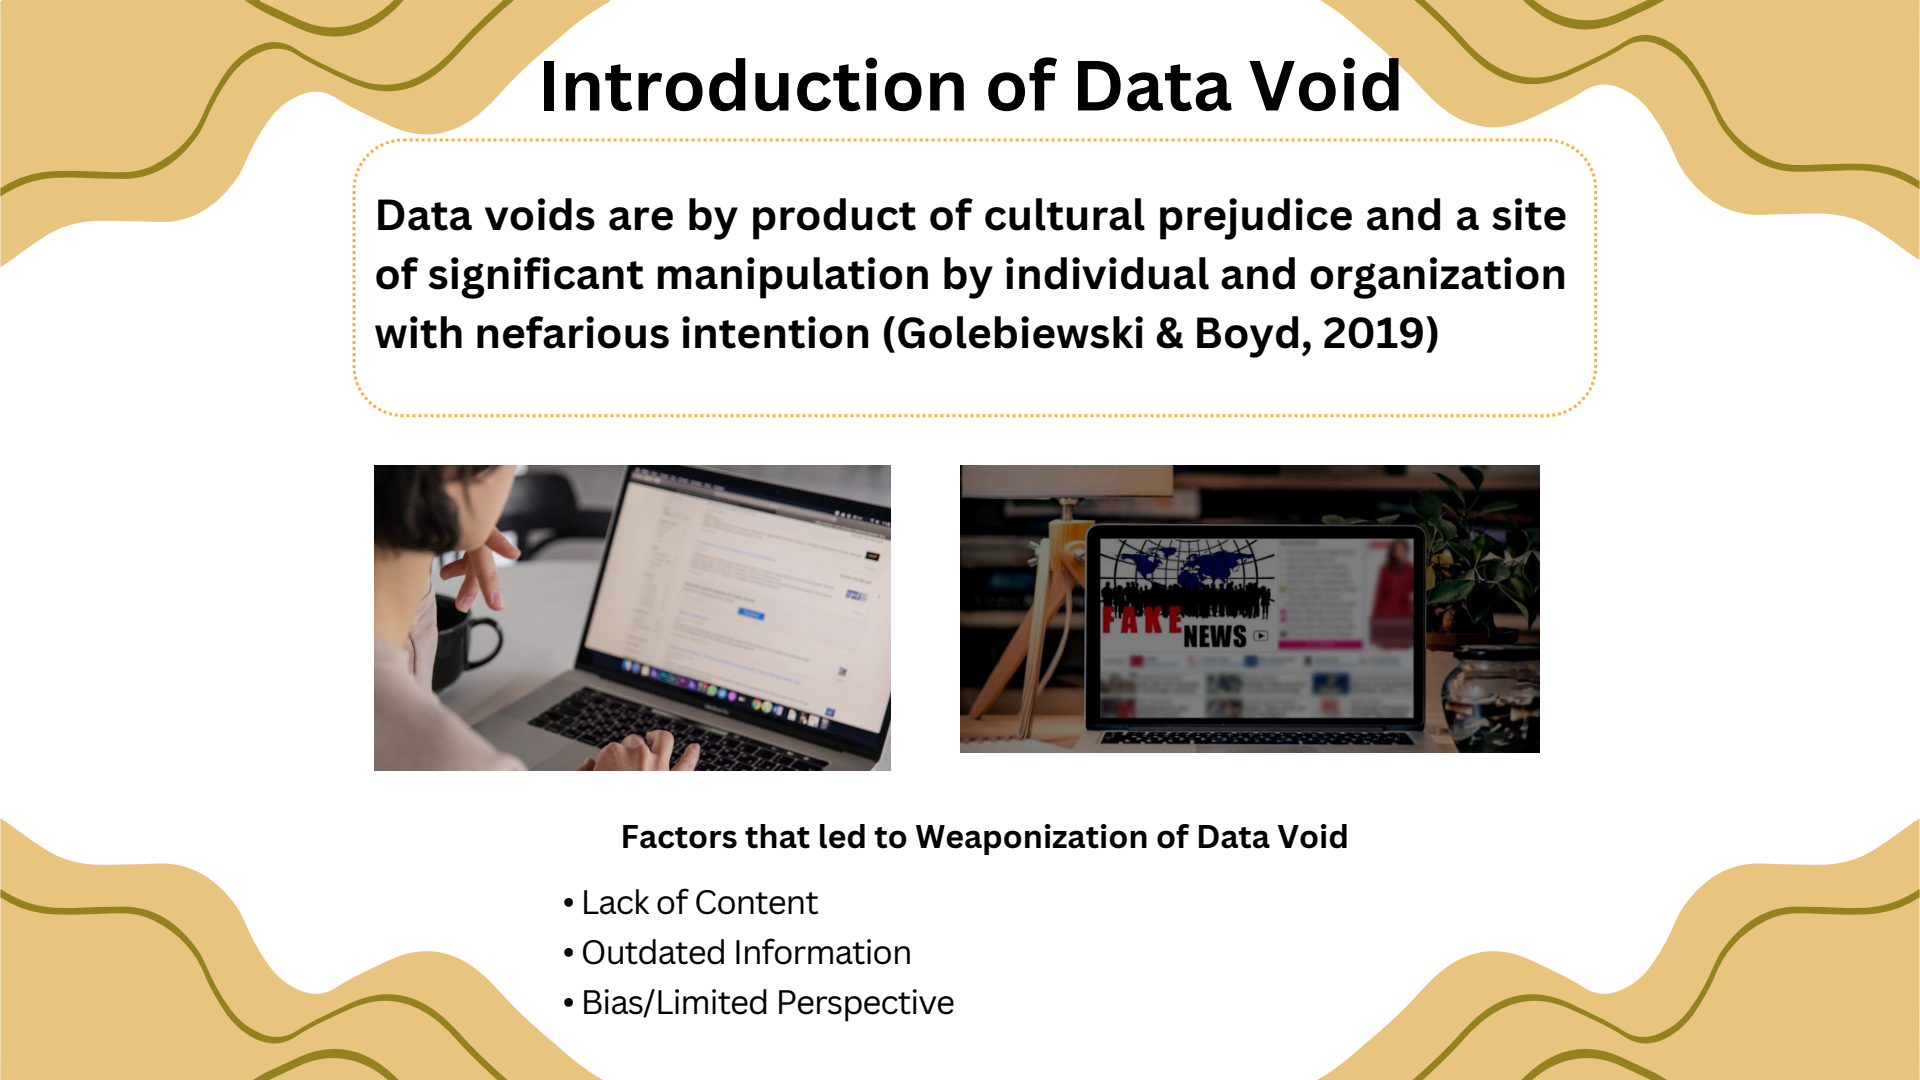 Introduction of Data Void
Data voids are by product of cultural prejudice and a site
of significant manipulation by individual and organization
with nefarious intention (Golebiewski & Boyd, 2019)
FAKE
NEWS
Factors that led to Weaponization of Data Void
• Lack of Content
• Outdated Information
• Bias/Limited Perspective